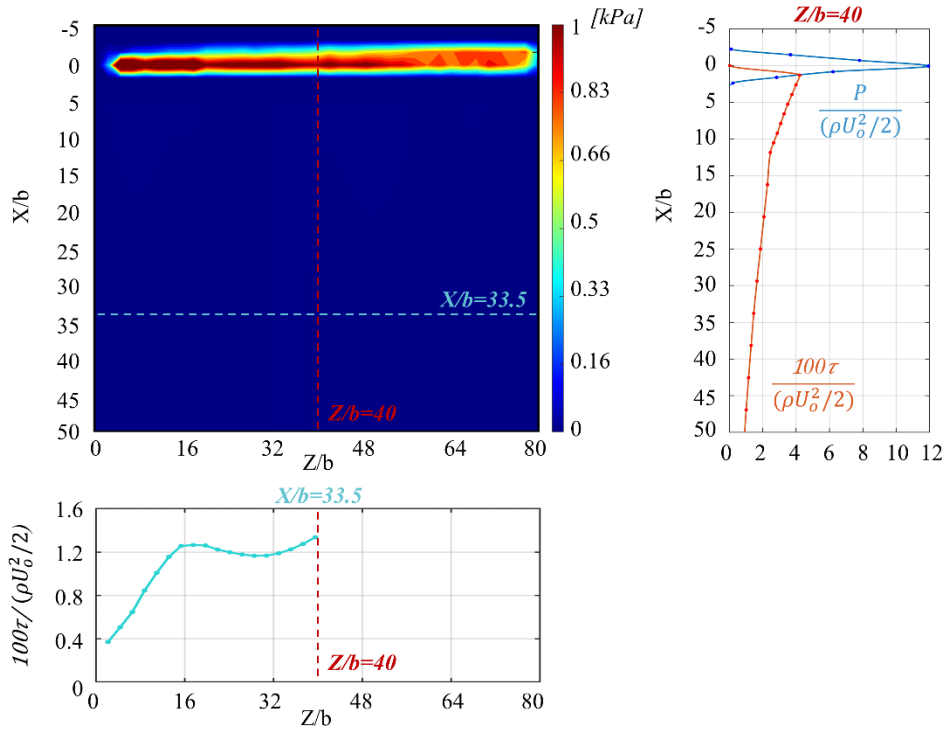 [kPa]
-5
0
5
10
15
20
25
30
35
40
45
50
X/b
0
16
32
48
64
80
Z/b
X/b=33.5
Z/b=40
1
0.83
0.66
0.5
0.33
0.16
0
Z/b=40
-5
0
5
10
15
20
25
30
35
40
45
50
X/b
P
(ρU_o^2/2)
100τ
(ρU_o^2/2)
0 2 4 6 8 10 12
X/b=33.5
1.6
1.2
0.8
0.4
0
100τ/(ρU_o^2/2)
Z/b=40
0 16 32 48 64 80
Z/b